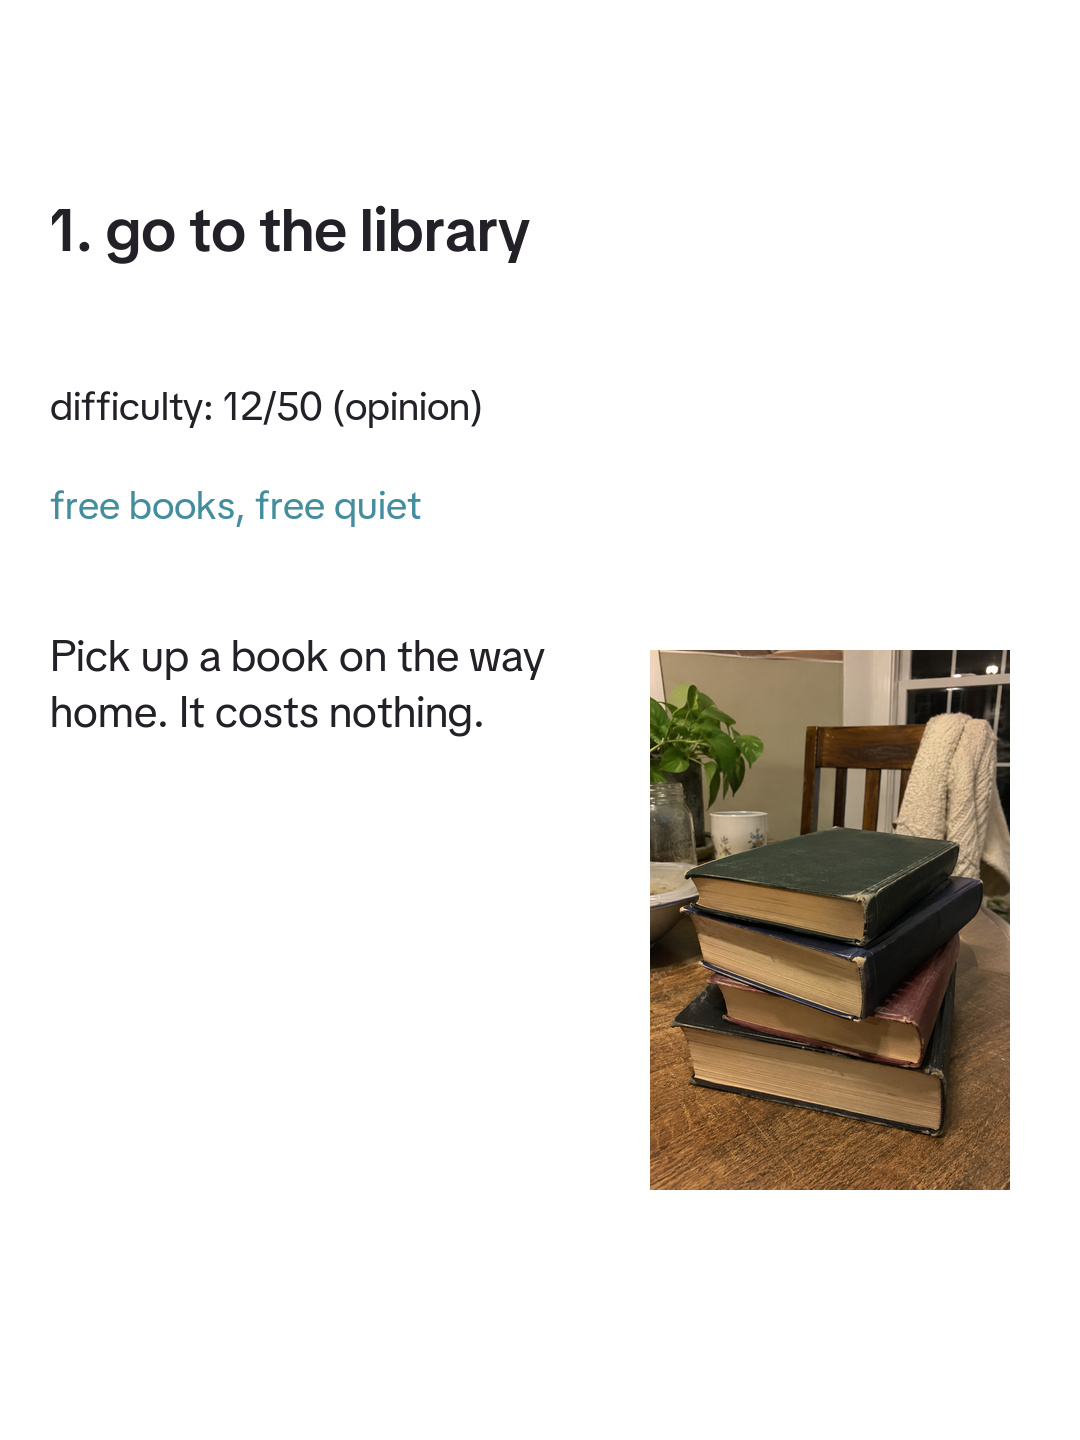 1. go to the library
difficulty: 12/50 (opinion)
free books, free quiet
Pick up a book on the way
home. It costs nothing.